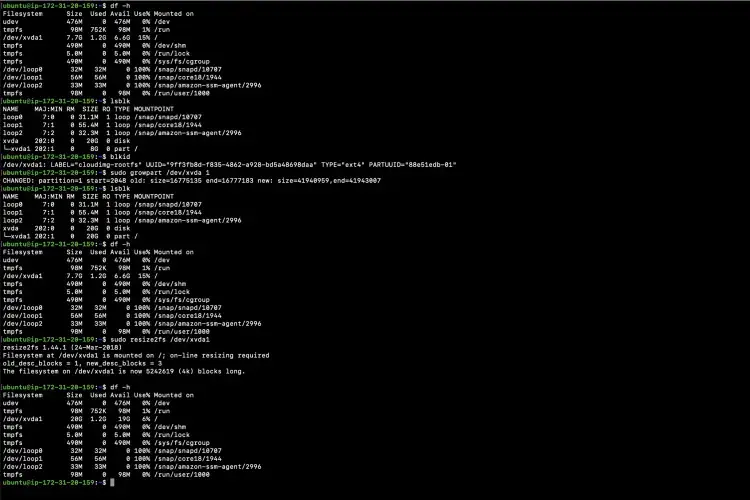 ubuntu@ip-172-31-20-159:~$ df -h
Filesystem Size Used Avail Use% Mounted on
udev 476M 0 476M 0% /dev
tmpfs 98M 752K 98M 1% /run
/dev/xvda1 7.7G 1.2G 6.6G 15% /
tmpfs 490M 0 490M 0% /dev/shm
tmpfs 5.0M 0 5.0M 0% /run/lock
tmpfs 490M 0 490M 0% /sys/fs/cgroup
/dev/loop0 32M 32M 0 100% /snap/snapd/10707
/dev/loop1 56M 56M 0 100% /snap/core18/1944
/dev/loop2 33M 33M 0 100% /snap/amazon-ssm-agent/2996
tmpfs 98M 0 98M 0% /run/user/1000
ubuntu@ip-172-31-20-159:~$ lsblk
NAME MAJ:MIN RM SIZE RO TYPE MOUNTPOINT
loop0 7:0 0 31.1M 1 loop /snap/snapd/10707
loop1 7:1 0 55.4M 1 loop /snap/core18/1944
loop2 7:2 0 32.3M 1 loop /snap/amazon-ssm-agent/2996
xvda 202:0 0 20G 0 disk
└─xvda1 202:1 0 8G 0 part /
ubuntu@ip-172-31-20-159:~$ blkid
/dev/xvda1: LABEL="cloudimg-rootfs" UUID="9ff3fb8d-f835-4862-a928-bd5a48698daa" TYPE="ext4" PARTUUID="88e51edb-01"
ubuntu@ip-172-31-20-159:~$ sudo growpart /dev/xvda 1
CHANGED: partition=1 start=2048 old: size=16775135 end=16777183 new: size=41940959,end=41943007
ubuntu@ip-172-31-20-159:~$ lsblk
NAME MAJ:MIN RM SIZE RO TYPE MOUNTPOINT
loop0 7:0 0 31.1M 1 loop /snap/snapd/10707
loop1 7:1 0 55.4M 1 loop /snap/core18/1944
loop2 7:2 0 32.3M 1 loop /snap/amazon-ssm-agent/2996
xvda 202:0 0 20G 0 disk
└─xvda1 202:1 0 20G 0 part /
ubuntu@ip-172-31-20-159:~$ df -h
Filesystem Size Used Avail Use% Mounted on
udev 476M 0 476M 0% /dev
tmpfs 98M 752K 98M 1% /run
/dev/xvda1 7.7G 1.2G 6.6G 15% /
tmpfs 490M 0 490M 0% /dev/shm
tmpfs 5.0M 0 5.0M 0% /run/lock
tmpfs 490M 0 490M 0% /sys/fs/cgroup
/dev/loop0 32M 32M 0 100% /snap/snapd/10707
/dev/loop1 56M 56M 0 100% /snap/core18/1944
/dev/loop2 33M 33M 0 100% /snap/amazon-ssm-agent/2996
tmpfs 98M 0 98M 0% /run/user/1000
ubuntu@ip-172-31-20-159:~$ sudo resize2fs /dev/xvda1
resize2fs 1.44.1 (24-Mar-2018)
Filesystem at /dev/xvda1 is mounted on /; on-line resizing required
old_desc_blocks = 1, new_desc_blocks = 3
The filesystem on /dev/xvda1 is now 5242619 (4k) blocks long.
ubuntu@ip-172-31-20-159:~$ df -h
Filesystem Size Used Avail Use% Mounted on
udev 476M 0 476M 0% /dev
tmpfs 98M 752K 98M 1% /run
/dev/xvda1 20G 1.2G 19G 6% /
tmpfs 490M 0 490M 0% /dev/shm
tmpfs 5.0M 0 5.0M 0% /run/lock
tmpfs 490M 0 490M 0% /sys/fs/cgroup
/dev/loop0 32M 32M 0 100% /snap/snapd/10707
/dev/loop1 56M 56M 0 100% /snap/core18/1944
/dev/loop2 33M 33M 0 100% /snap/amazon-ssm-agent/2996
tmpfs 98M 0 98M 0% /run/user/1000
ubuntu@ip-172-31-20-159:~$